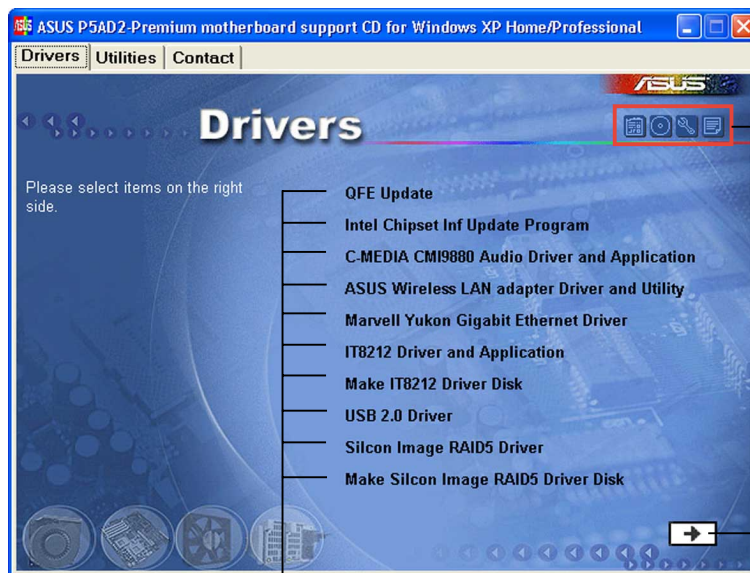 ASUS P5AD2-Premium motherboard support CD for Windows XP Home/Professional
Drivers Utilities Contact
ASUS
Drivers
Please select items on the right
side.
QFE Update
Intel Chipset Inf Update Program
C-MEDIA CMI9880 Audio Driver and Application
ASUS Wireless LAN adapter Driver and Utility
Marvell Yukon Gigabit Ethernet Driver
IT8212 Driver and Application
Make IT8212 Driver Disk
USB 2.0 Driver
Silcon Image RAID5 Driver
Make Silcon Image RAID5 Driver Disk